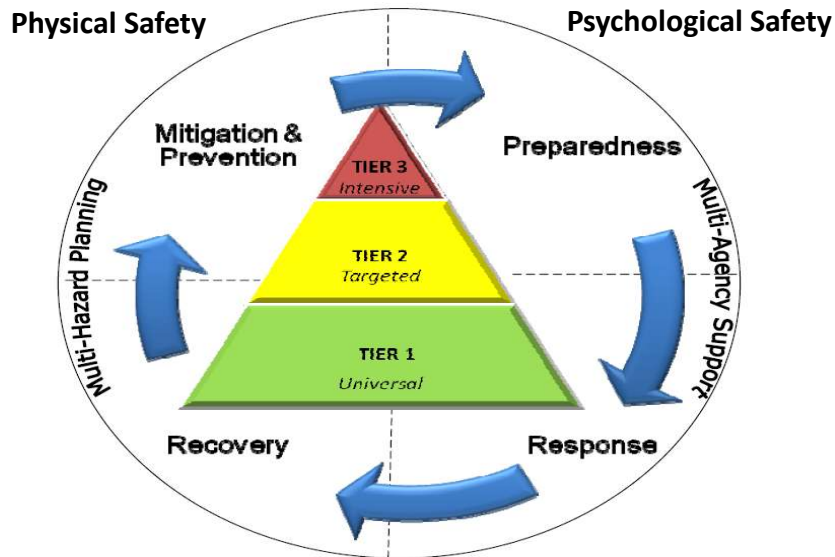 Physical Safety
Psychological Safety
Mitigation &
Prevention
Preparedness
TIER 3
Intensive
Multi-Hazard Planning
Multi-Agency Support
TIER 2
Targeted
TIER 1
Universal
Recovery
Response